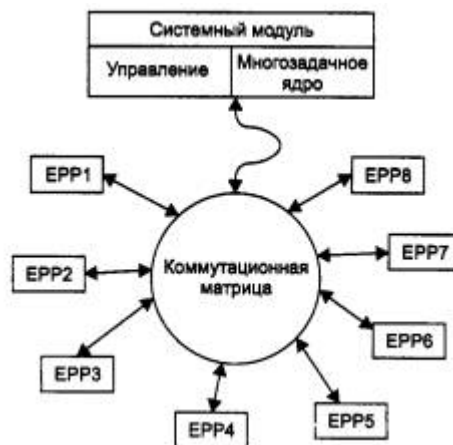 Системный модуль
Управление
Многозадачное
ядро
EPP1
EPP8
EPP2
Коммутационная
матрица
EPP7
EPP3
EPP6
EPP4
EPP5